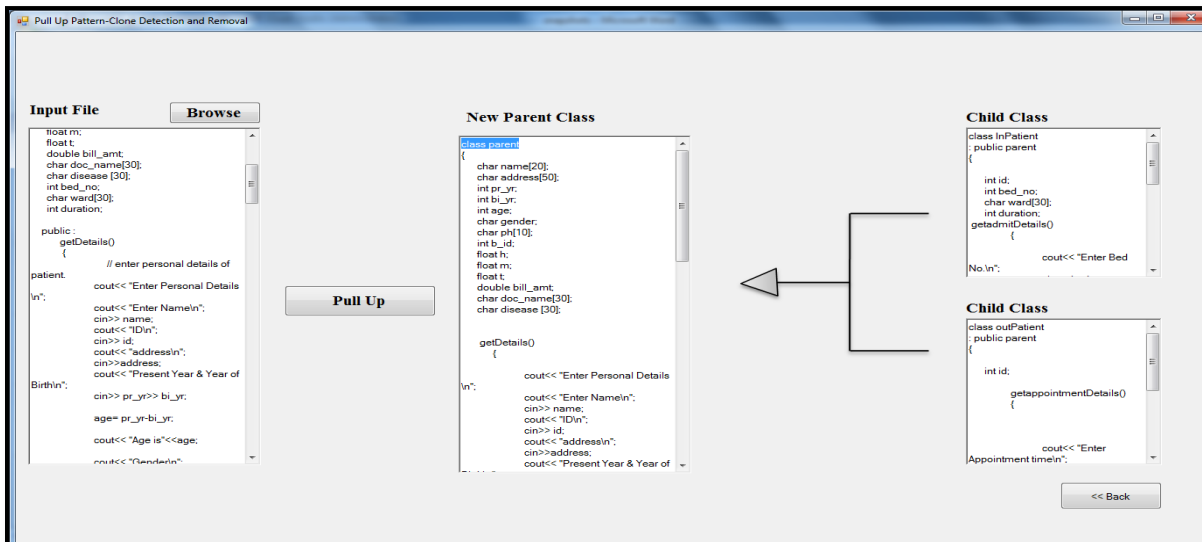 Pull Up Pattern-Clone Detection and Removal
Input File
Browse
float m;
float t;
double bill_amt;
char doc_name[30];
char disease [30];
int bed_no;
char ward[30];
int duration;
public :
getDetails()
{
// enter personal details of
patient.
cout<< "Enter Personal Details
\n";
cout<< "Enter Name\n";
cin>> name;
cout<< "ID\n";
cin>> id;
cout<< "address\n";
cin>>address;
cout<< "Present Year & Year of
Birth\n";
cin>> pr_yr>> bi_yr;
age= pr_yr-bi_yr;
cout<< "Age is"<<age;
cout<< "Gender\n";
Pull Up
New Parent Class
class parent
{
char name[20];
char address[50];
int pr_yr;
int bi_yr;
int age;
char gender;
char ph[10];
int b_id;
float h;
float m;
float t;
double bill_amt;
char doc_name[30];
char disease [30];
getDetails()
{
cout<< "Enter Personal Details
\n";
cout<< "Enter Name\n";
cin>> name;
cout<< "ID\n";
cin>> id;
cout<< "address\n";
cin>>address;
cout<< "Present Year & Year of
Child Class
class InPatient
: public parent
{
int id;
int bed_no;
char ward[30];
int duration;
getadmitDetails()
{
cout<< "Enter Bed
No.\n";
Child Class
class outPatient
: public parent
{
int id;
getappointmentDetails()
{
cout<< "Enter
Appointment time\n";
<< Back